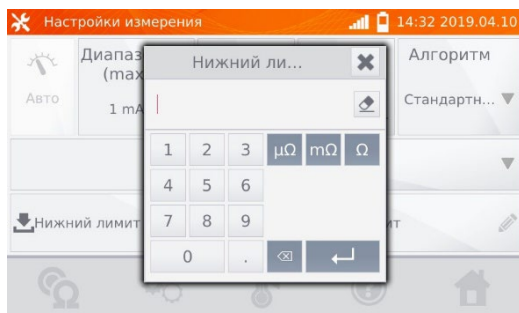 Настройки измерения 14:32 2019.04.10
Диапаз
(max
1 mA
Авто
Нижний ли...
Алгоритм
Стандартн...
1 2 3 µΩ mΩ Ω
4 5 6
7 8 9
0 .
Нижний лимит
ит